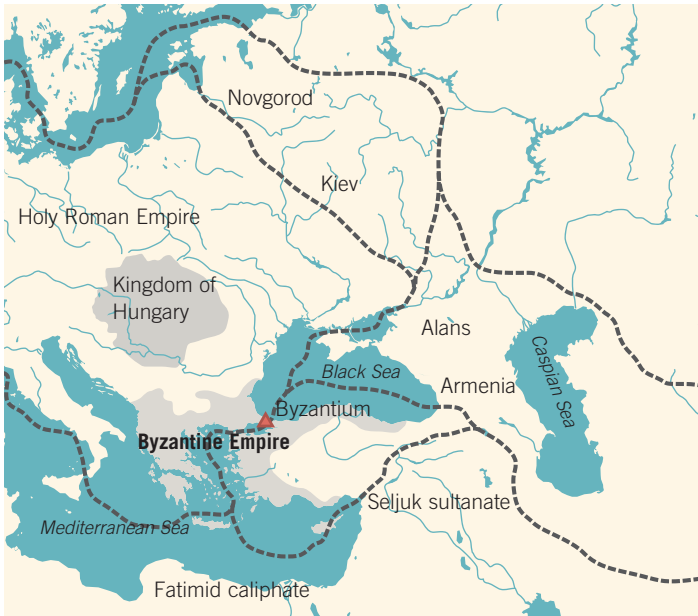 Novgorod
Kiev
Holy Roman Empire
Kingdom of
Hungary
Alans
Black Sea
Caspian Sea
Armenia
Byzantium
Byzantine Empire
Seljuk sultanate
Mediterranean Sea
Fatimid caliphate